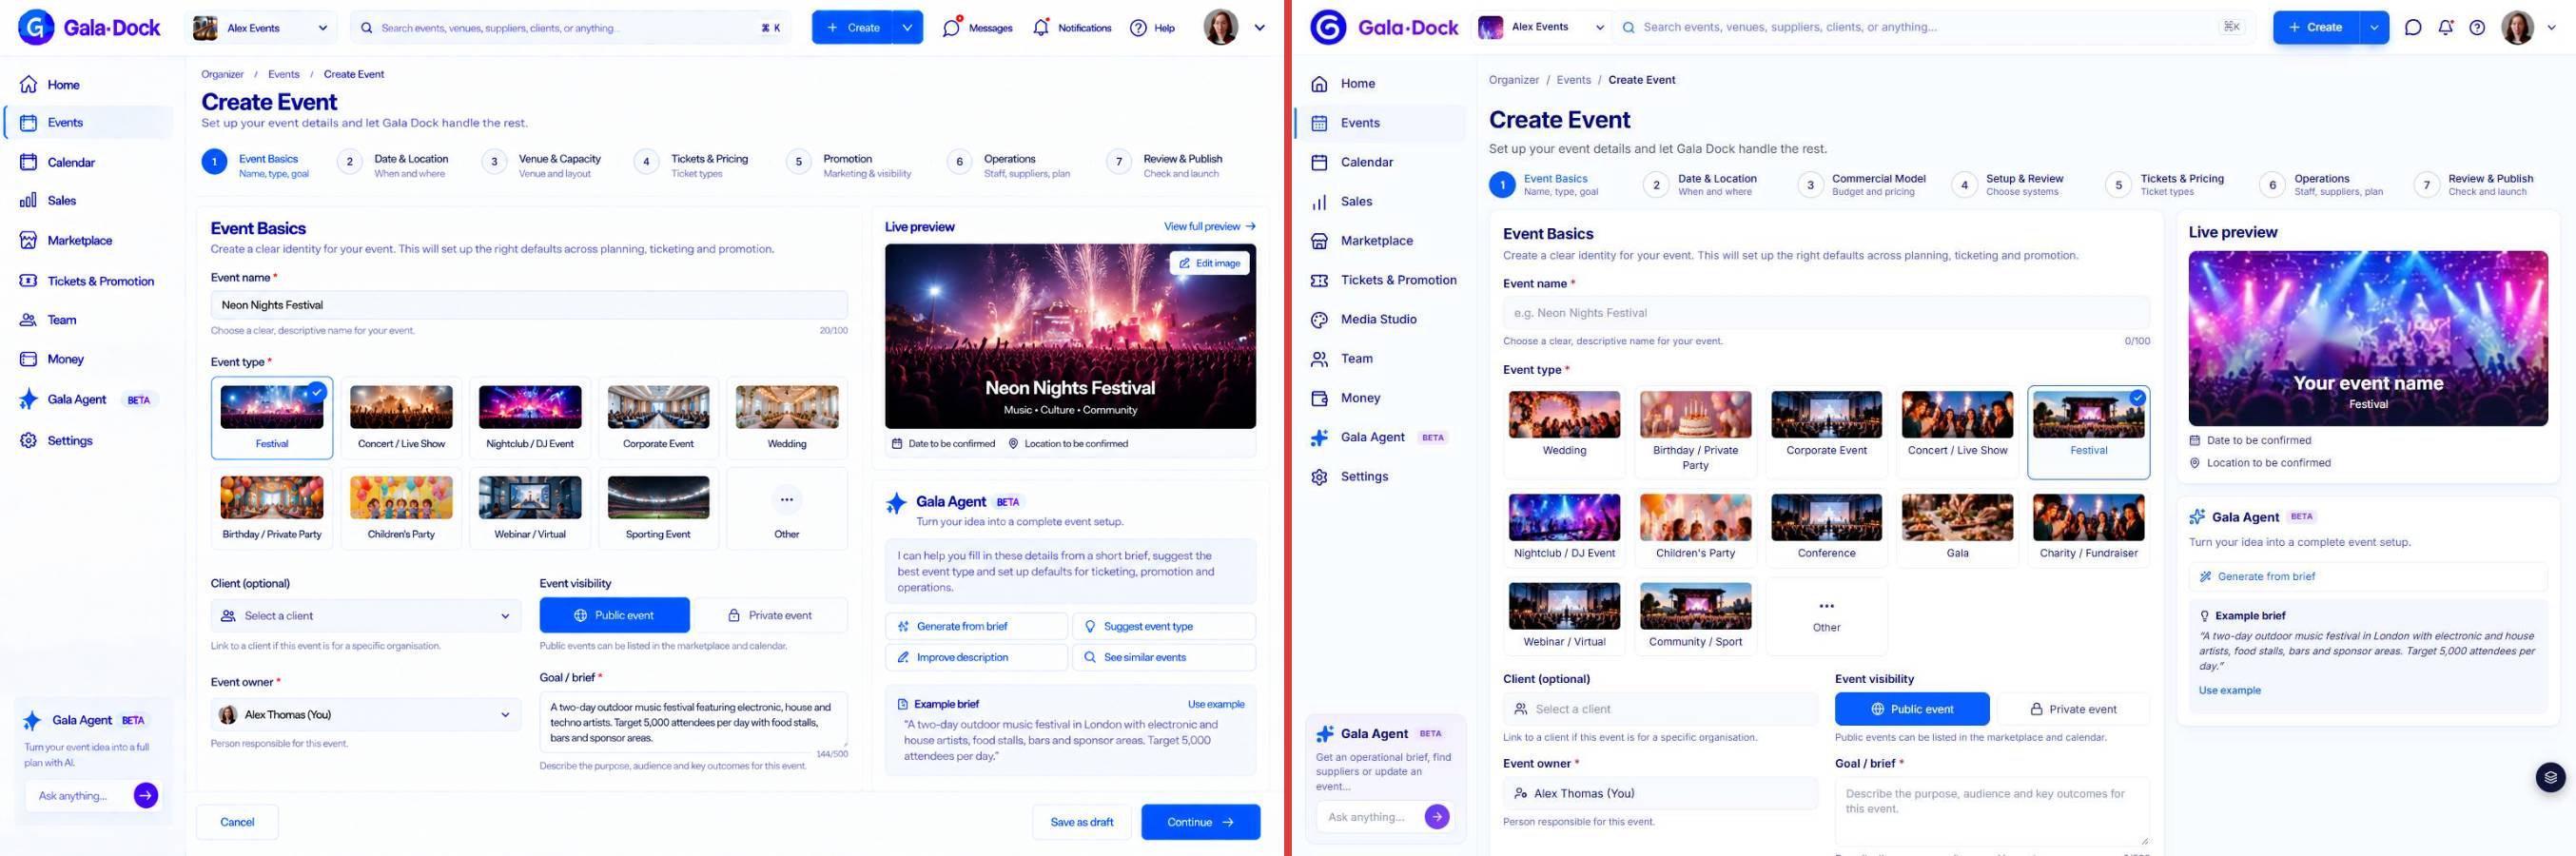 Gala·Dock
Alex Events
Search events, venues, suppliers, clients, or anything...
⌘ K
+ Create
Messages
Notifications
Help
Home
Events
Calendar
Sales
Marketplace
Tickets & Promotion
Team
Money
Gala Agent BETA
Settings
Gala Agent BETA
Turn your event idea into a full
plan with AI.
Ask anything...
Organizer / Events / Create Event
Create Event
Set up your event details and let Gala Dock handle the rest.
1 Event Basics
Name, type, goal
2 Date & Location
When and where
3 Venue & Capacity
Venue and layout
4 Tickets & Pricing
Ticket types
5 Promotion
Marketing & visibility
6 Operations
Staff, suppliers, plan
7 Review & Publish
Check and launch
Event Basics
Create a clear identity for your event. This will set up the right defaults across planning, ticketing and promotion.
Event name *
Neon Nights Festival
Choose a clear, descriptive name for your event.
20/100
Event type *
Festival
Concert / Live Show
Nightclub / DJ Event
Corporate Event
Wedding
Birthday / Private Party
Children's Party
Webinar / Virtual
Sporting Event
Other
Client (optional)
Select a client
Link to a client if this event is for a specific organisation.
Event visibility
Public event
Private event
Public events can be listed in the marketplace and calendar.
Event owner *
Alex Thomas (You)
Person responsible for this event.
Goal / brief *
A two-day outdoor music festival featuring electronic, house and
techno artists. Target 5,000 attendees per day with food stalls,
bars and sponsor areas.
144/500
Describe the purpose, audience and key outcomes for this event.
Cancel
Save as draft
Continue →
Live preview
View full preview →
Edit image
Neon Nights Festival
Music • Culture • Community
Date to be confirmed
Location to be confirmed
Gala Agent BETA
Turn your idea into a complete event setup.
I can help you fill in these details from a short brief, suggest the
best event type and set up defaults for ticketing, promotion and
operations.
Generate from brief
Suggest event type
Improve description
See similar events
Example brief
Use example
"A two-day outdoor music festival in London with electronic and
house artists, food stalls, bars and sponsor areas. Target 5,000
attendees per day."
Gala·Dock
Alex Events
Search events, venues, suppliers, clients, or anything...
⌘K
+ Create
Home
Events
Calendar
Sales
Marketplace
Tickets & Promotion
Media Studio
Team
Money
Gala Agent BETA
Settings
Gala Agent BETA
Get an operational brief, find
suppliers or update an
event...
Ask anything...
Organizer / Events / Create Event
Create Event
Set up your event details and let Gala Dock handle the rest.
1 Event Basics
Name, type, goal
2 Date & Location
When and where
3 Commercial Model
Budget and pricing
4 Setup & Review
Choose systems
5 Tickets & Pricing
Ticket types
6 Operations
Staff, suppliers, plan
7 Review & Publish
Check and launch
Event Basics
Create a clear identity for your event. This will set up the right defaults across planning, ticketing and promotion.
Event name *
e.g. Neon Nights Festival
Choose a clear, descriptive name for your event.
0/100
Event type *
Wedding
Birthday / Private
Party
Corporate Event
Concert / Live Show
Festival
Nightclub / DJ Event
Children's Party
Conference
Gala
Charity / Fundraiser
Webinar / Virtual
Community / Sport
Other
Client (optional)
Select a client
Link to a client if this event is for a specific organisation.
Event visibility
Public event
Private event
Public events can be listed in the marketplace and calendar.
Event owner *
Alex Thomas (You)
Person responsible for this event.
Goal / brief *
Describe the purpose, audience and key outcomes for
this event.
Live preview
Your event name
Festival
Date to be confirmed
Location to be confirmed
Gala Agent BETA
Turn your idea into a complete event setup.
Generate from brief
Example brief
"A two-day outdoor music festival in London with electronic and house
artists, food stalls, bars and sponsor areas. Target 5,000 attendees per
day."
Use example